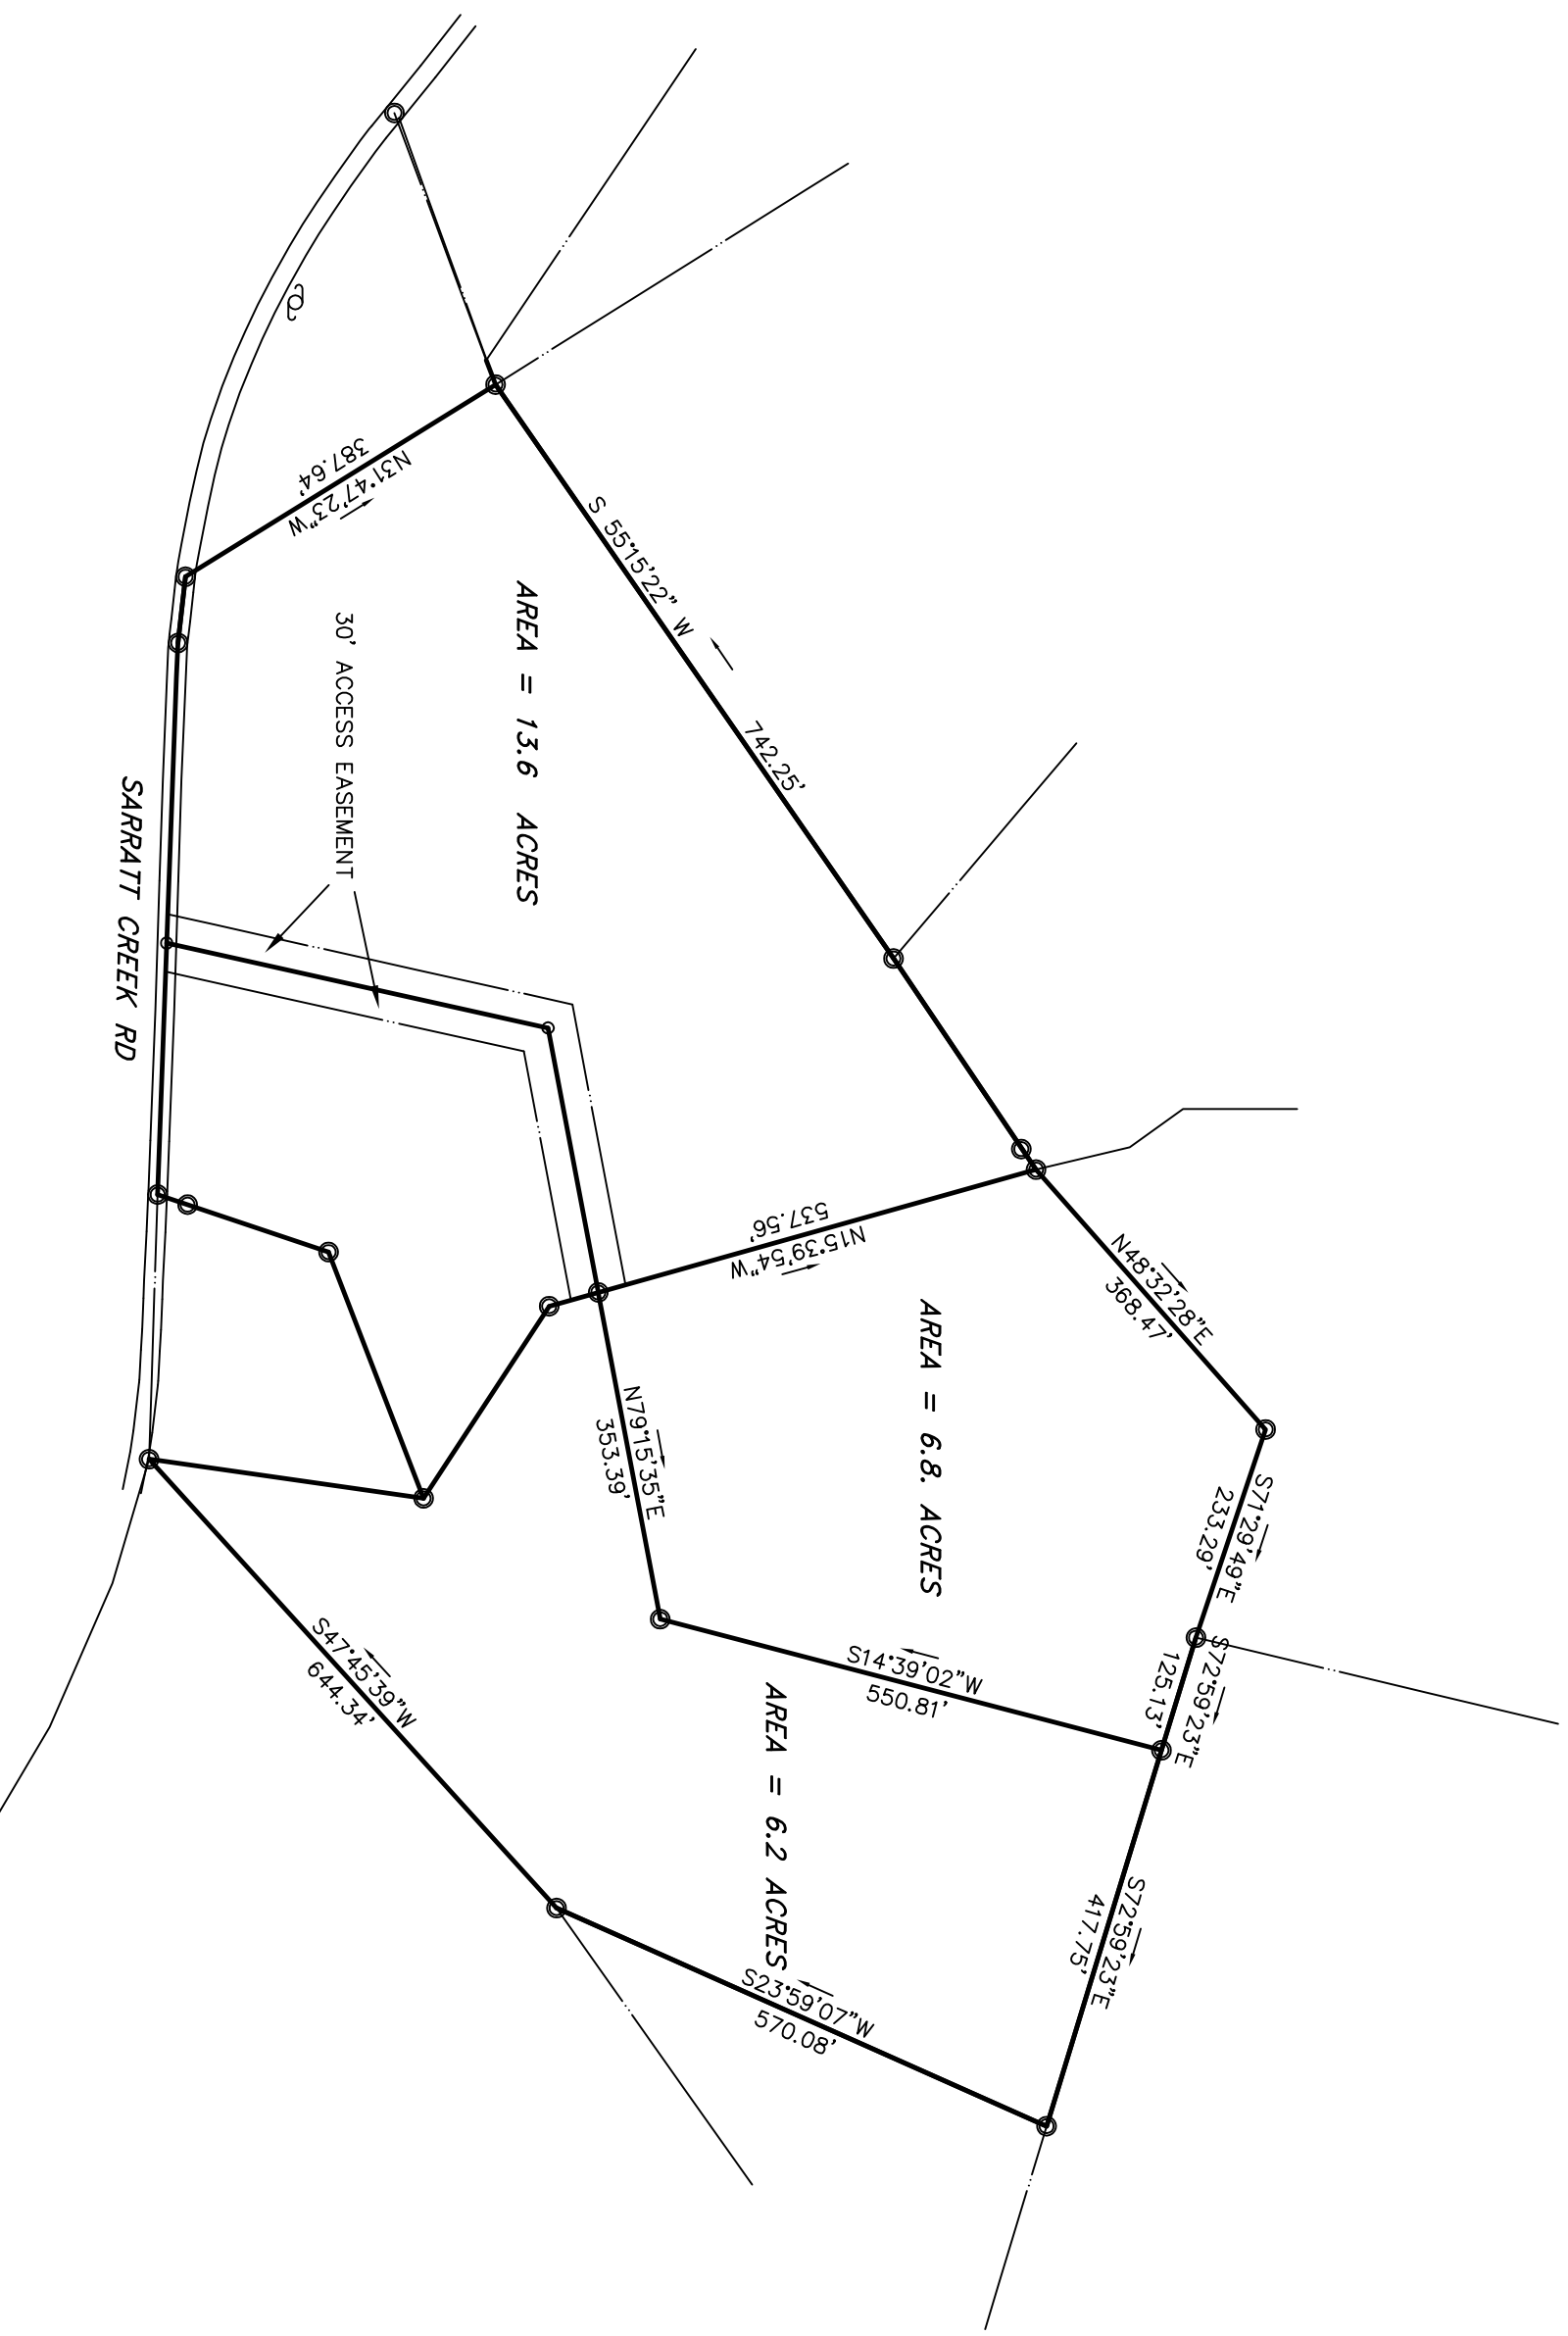 387.64'
N31°47'23"W
S 55°15'22" W
742.25'
AREA = 13.6 ACRES
30' ACCESS EASEMENT
SARRATT CREEK RD
537.56'
N15°39'54"W
N48°32'28"E
368.47'
AREA = 6.8. ACRES
N79°15'35"E
353.39'
S71°29'49"E
233.29'
S72°59'23"E
125.13'
S14°39'02"W
550.81'
AREA = 6.2 ACRES
S72°59'23"E
417.75'
S23°59'07"W
570.08'
S47°45'39"W
644.34'